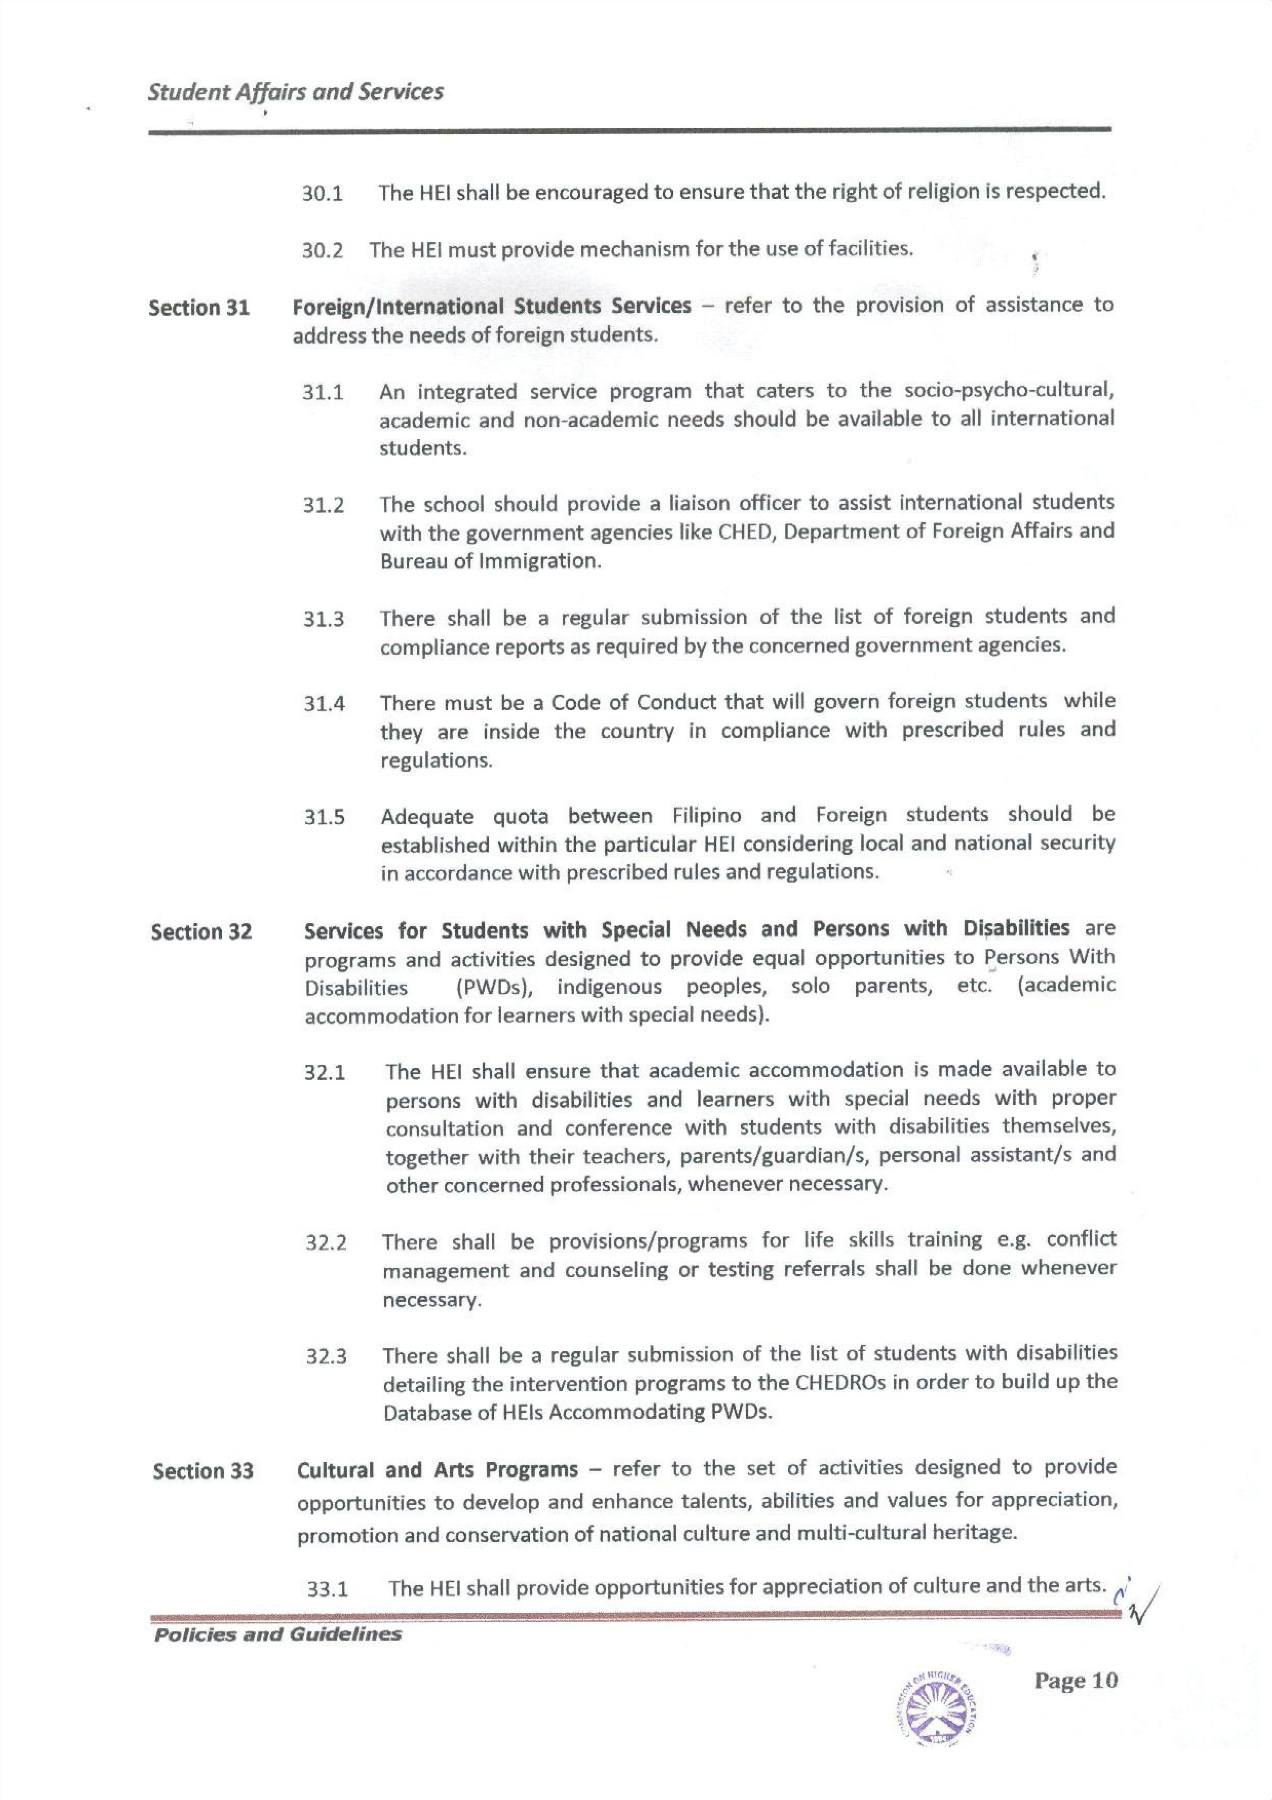 Student Affairs and Services
30.1 The HEI shall be encouraged to ensure that the right of religion is respected.
30.2 The HEI must provide mechanism for the use of facilities.
Section 31 Foreign/International Students Services – refer to the provision of assistance to
address the needs of foreign students.
31.1 An integrated service program that caters to the socio-psycho-cultural,
academic and non-academic needs should be available to all international
students.
31.2 The school should provide a liaison officer to assist international students
with the government agencies like CHED, Department of Foreign Affairs and
Bureau of Immigration.
31.3 There shall be a regular submission of the list of foreign students and
compliance reports as required by the concerned government agencies.
31.4 There must be a Code of Conduct that will govern foreign students while
they are inside the country in compliance with prescribed rules and
regulations.
31.5 Adequate quota between Filipino and Foreign students should be
established within the particular HEI considering local and national security
in accordance with prescribed rules and regulations.
Section 32 Services for Students with Special Needs and Persons with Disabilities are
programs and activities designed to provide equal opportunities to Persons With
Disabilities (PWDs), indigenous peoples, solo parents, etc. (academic
accommodation for learners with special needs).
32.1 The HEI shall ensure that academic accommodation is made available to
persons with disabilities and learners with special needs with proper
consultation and conference with students with disabilities themselves,
together with their teachers, parents/guardian/s, personal assistant/s and
other concerned professionals, whenever necessary.
32.2 There shall be provisions/programs for life skills training e.g. conflict
management and counseling or testing referrals shall be done whenever
necessary.
32.3 There shall be a regular submission of the list of students with disabilities
detailing the intervention programs to the CHEDROs in order to build up the
Database of HEIs Accommodating PWDs.
Section 33 Cultural and Arts Programs – refer to the set of activities designed to provide
opportunities to develop and enhance talents, abilities and values for appreciation,
promotion and conservation of national culture and multi-cultural heritage.
33.1 The HEI shall provide opportunities for appreciation of culture and the arts.
Policies and Guidelines
Page 10
COMMISSION ON HIGHER EDUCATION